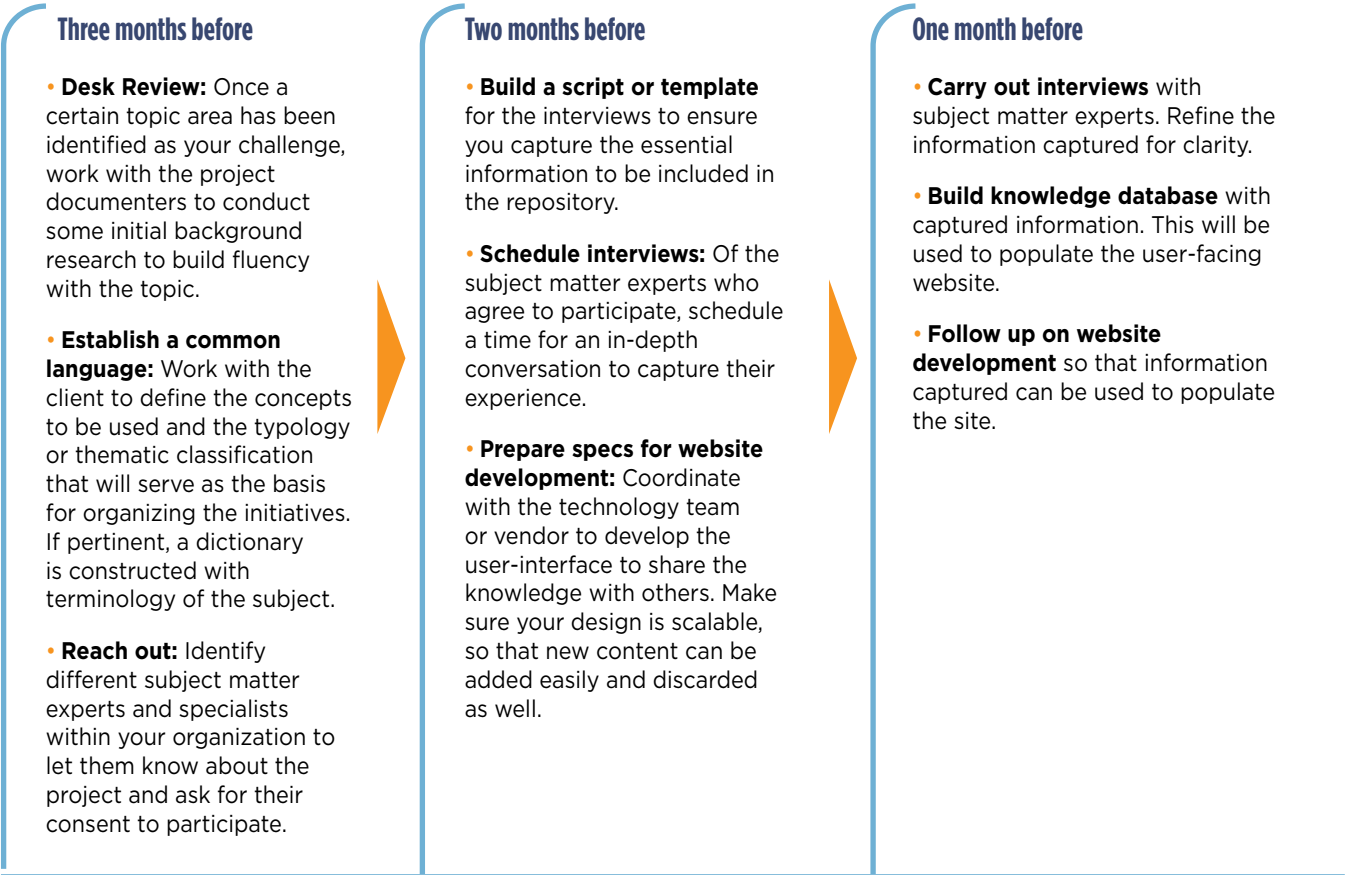 Three months before
• Desk Review: Once a
certain topic area has been
identified as your challenge,
work with the project
documenters to conduct
some initial background
research to build fluency
with the topic.
• Establish a common
language: Work with the
client to define the concepts
to be used and the typology
or thematic classification
that will serve as the basis
for organizing the initiatives.
If pertinent, a dictionary
is constructed with
terminology of the subject.
• Reach out: Identify
different subject matter
experts and specialists
within your organization to
let them know about the
project and ask for their
consent to participate.
Two months before
• Build a script or template
for the interviews to ensure
you capture the essential
information to be included in
the repository.
• Schedule interviews: Of the
subject matter experts who
agree to participate, schedule
a time for an in-depth
conversation to capture their
experience.
• Prepare specs for website
development: Coordinate
with the technology team
or vendor to develop the
user-interface to share the
knowledge with others. Make
sure your design is scalable,
so that new content can be
added easily and discarded
as well.
One month before
• Carry out interviews with
subject matter experts. Refine the
information captured for clarity.
• Build knowledge database with
captured information. This will be
used to populate the user-facing
website.
• Follow up on website
development so that information
captured can be used to populate
the site.